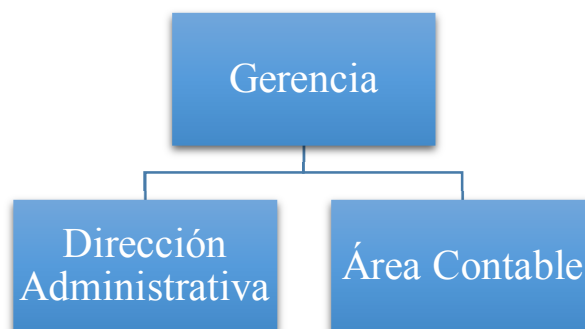 Gerencia
Dirección
Administrativa
Área Contable